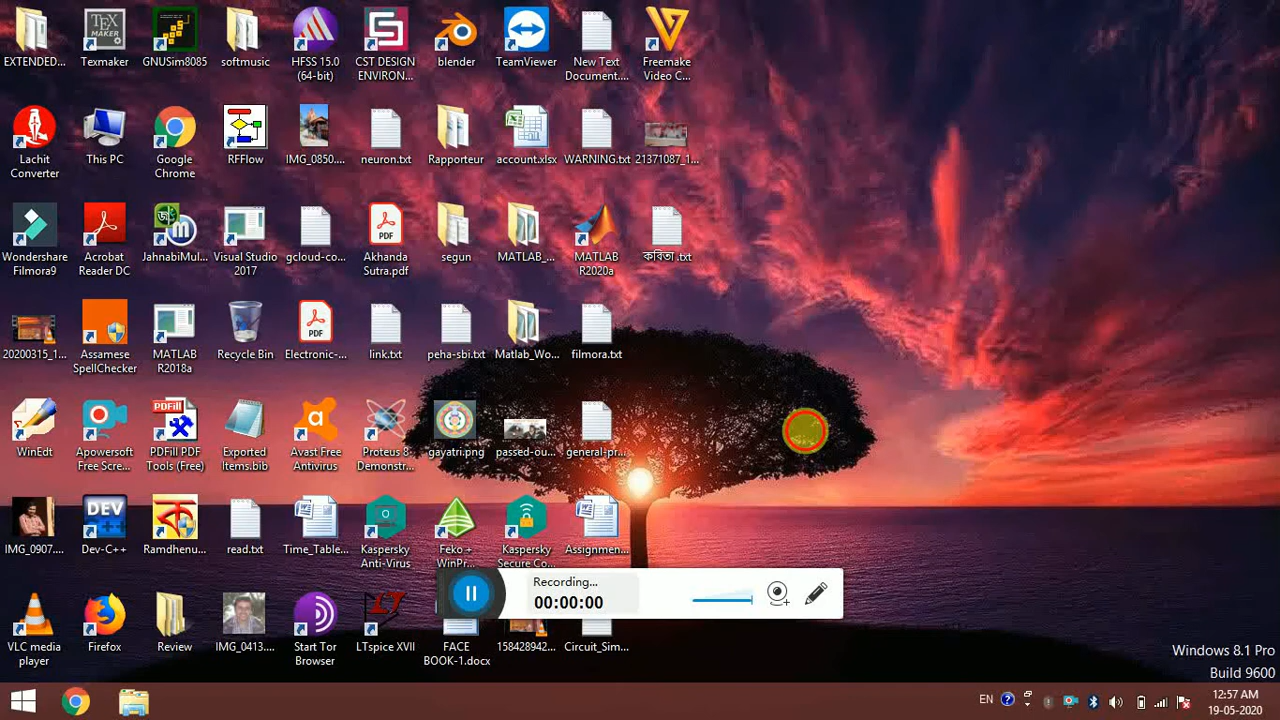 EXTENDED...
Texmaker
GNUSim8085
softmusic
HFSS 15.0
(64-bit)
CST DESIGN
ENVIRON...
blender
TeamViewer
New Text
Document....
Freemake
Video C...
Lachit
Converter
This PC
Google
Chrome
RFFlow
IMG_0850....
neuron.txt
Rapporteur
account.xlsx
WARNING.txt
21371087_1...
Wondershare
Filmora9
Acrobat
Reader DC
JahnabiMul...
Visual Studio
2017
gcloud-co...
Akhanda
Sutra.pdf
segun
MATLAB_...
MATLAB
R2020a
কবিতা.txt
20200315_1...
Assamese
SpellChecker
MATLAB
R2018a
Recycle Bin
Electronic-...
link.txt
peha-sbi.txt
Matlab_Wo...
filmora.txt
WinEdt
Apowersoft
Free Scre...
PDFill PDF
Tools (Free)
Exported
Items.bib
Avast Free
Antivirus
Proteus 8
Demonstr...
gayatri.png
passed-ou...
general-pr...
IMG_0907....
Dev-C++
Ramdhenu...
read.txt
Time_Table...
Kaspersky
Anti-Virus
Feko +
WinPr...
Kaspersky
Secure Co...
Assignmen...
Recording...
00:00:00
VLC media
player
Firefox
Review
IMG_0413....
Start Tor
Browser
LTspice XVII
FACE
BOOK-1.docx
158428942...
Circuit_Sim...
Windows 8.1 Pro
Build 9600
EN
12:57 AM
19-05-2020